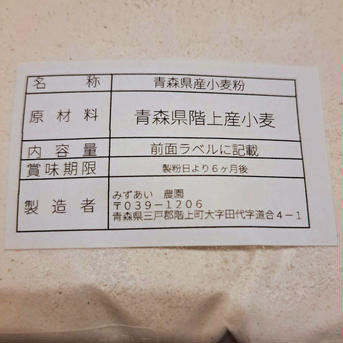 名 称 青森県産小麦粉
原 材 料 青森県階上産小麦
内 容 量 前面ラベルに記載
賞 味 期 限 製粉日より6ヶ月後
製 造 者 みずあい 農園
〒039-1206
青森県三戸郡階上町大字田代字道合4-1